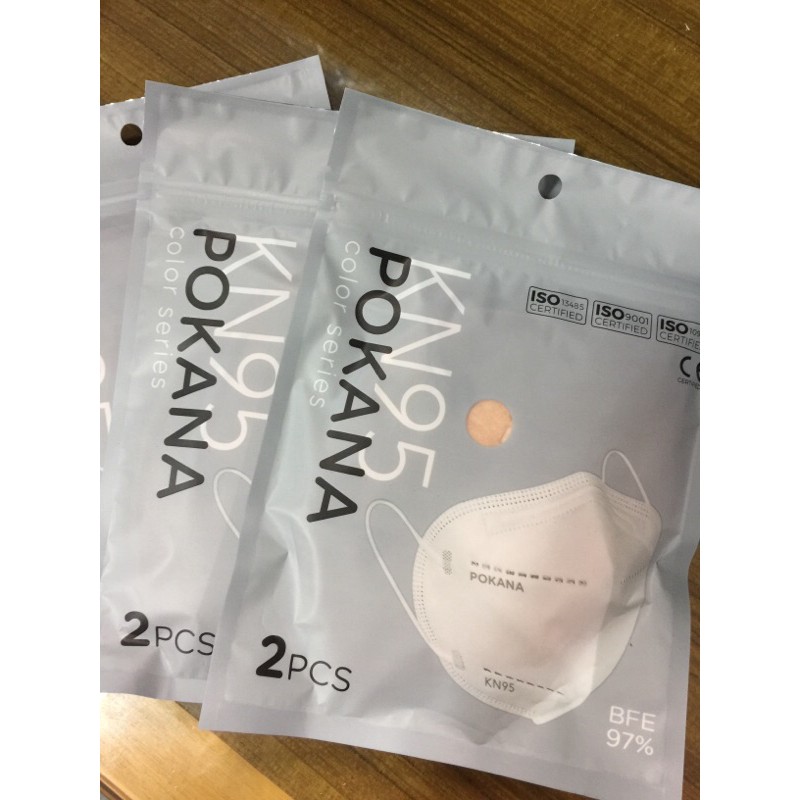 95
KN95
POKANA
color series
2PCS
KN95
POKANA
color series
ISO 13485
CERTIFIED
ISO 9001
CERTIFIED
ISO
POKANA
KN95
2PCS
BFE
97%